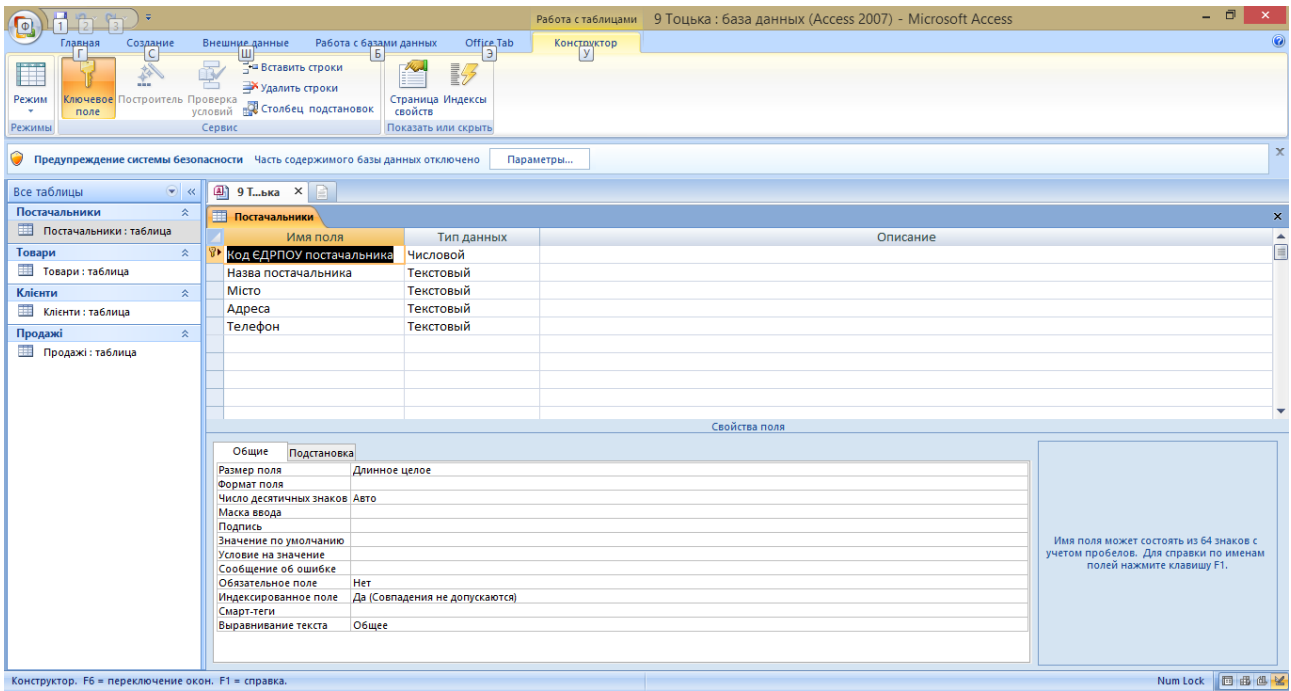 Работа с таблицами 9 Тоцька : база данных (Access 2007) - Microsoft Access
1 2 3
Главная Создание Внешние данные Работа с базами данных Office Tab Конструктор
Ф Г С Ш Б Э У
Режим
Ключевое поле
Построитель
Проверка условий
Вставить строки
Удалить строки
Столбец подстановок
Страница свойств
Индексы
Режимы Сервис Показать или скрыть
Предупреждение системы безопасности Часть содержимого базы данных отключено Параметры...
Все таблицы
Постачальники
Постачальники : таблица
Товари
Товари : таблица
Клієнти
Клієнти : таблица
Продажі
Продажі : таблица
9 Т...ька
Постачальники
Имя поля Тип данных Описание
Код ЄДРПОУ постачальника Числовой
Назва постачальника Текстовый
Місто Текстовый
Адреса Текстовый
Телефон Текстовый
Свойства поля
Общие Подстановка
Размер поля Длинное целое
Формат поля
Число десятичных знаков Авто
Маска ввода
Подпись
Значение по умолчанию
Условие на значение
Сообщение об ошибке
Обязательное поле Нет
Индексированное поле Да (Совпадения не допускаются)
Смарт-теги
Выравнивание текста Общее
Имя поля может состоять из 64 знаков с
учетом пробелов. Для справки по именам
полей нажмите клавишу F1.
Конструктор. F6 = переключение окон. F1 = справка. Num Lock